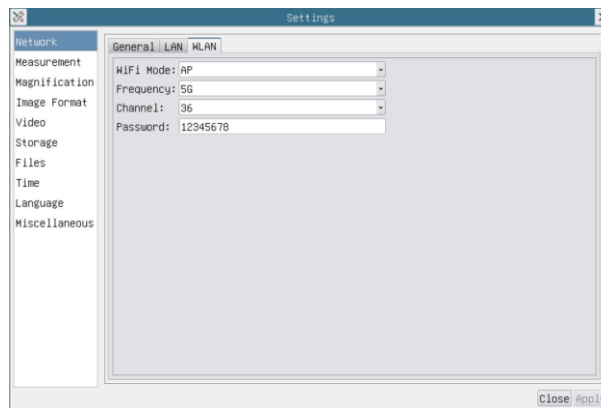 Settings
Network
Measurement
Magnification
Image Format
Video
Storage
Files
Time
Language
Miscellaneous
General LAN WLAN
WiFi Mode: AP
Frequency: 5G
Channel: 36
Password: 12345678
Close Appl